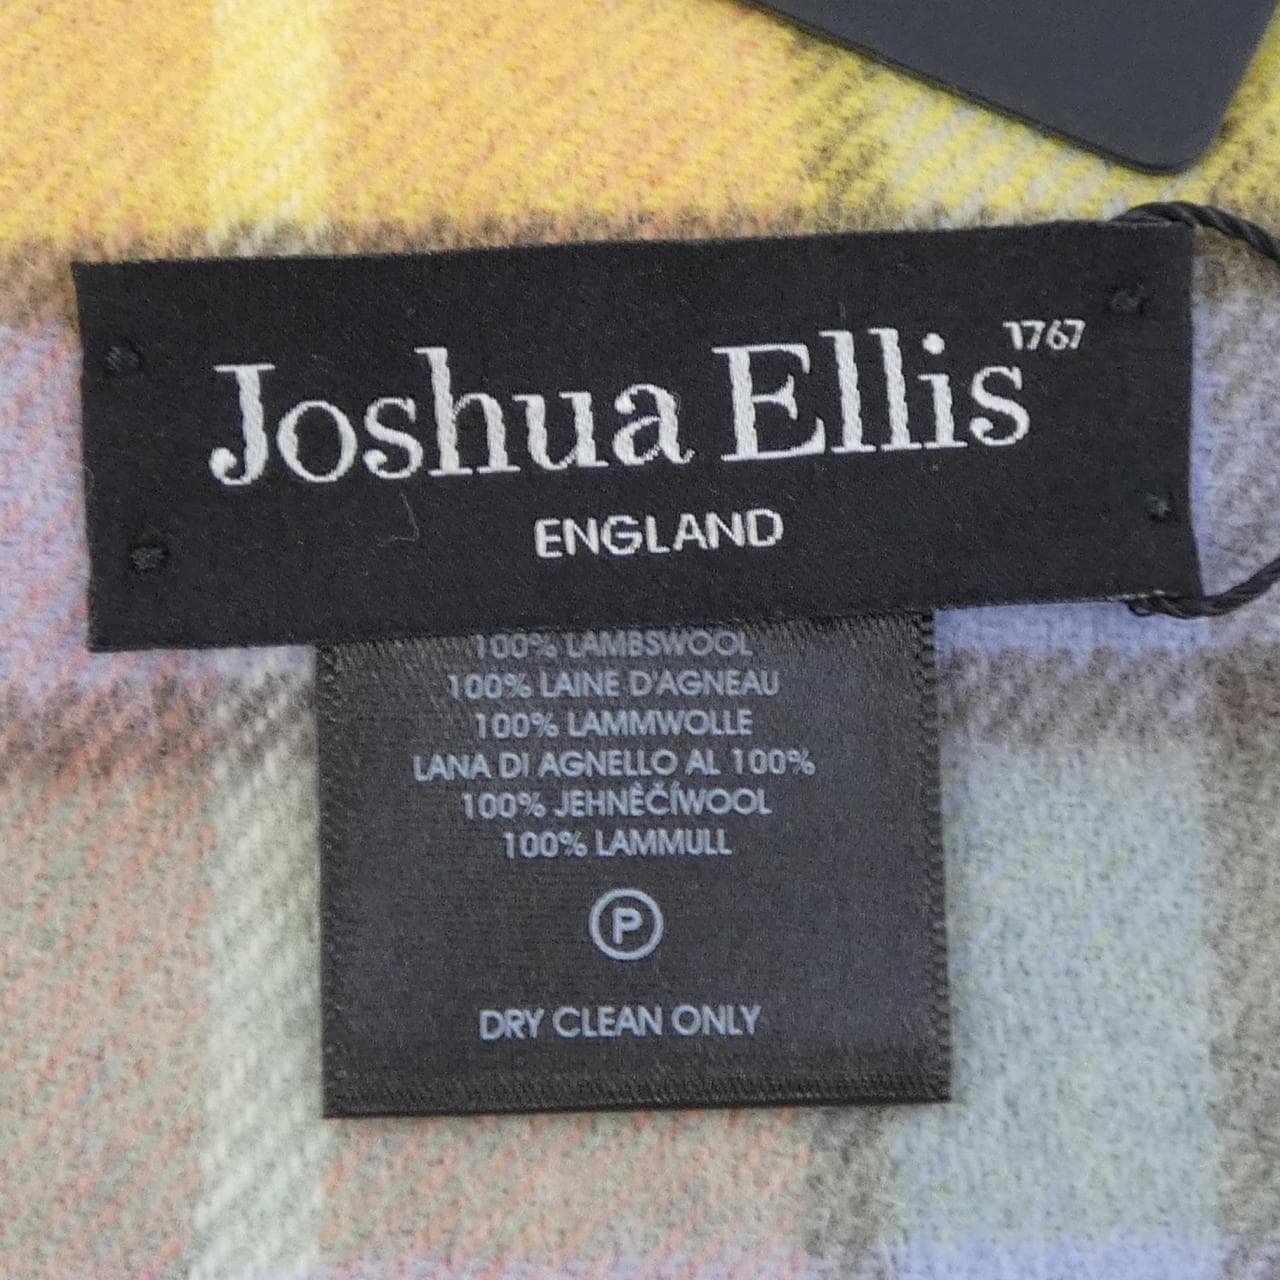 Joshua Ellis 1767
ENGLAND
100% LAMBSWOOL
100% LAINE D'AGNEAU
100% LAMMWOLLE
LANA DI AGNELLO AL 100%
100% JEHNĚČÍWOOL
100% LAMMULL
P
DRY CLEAN ONLY